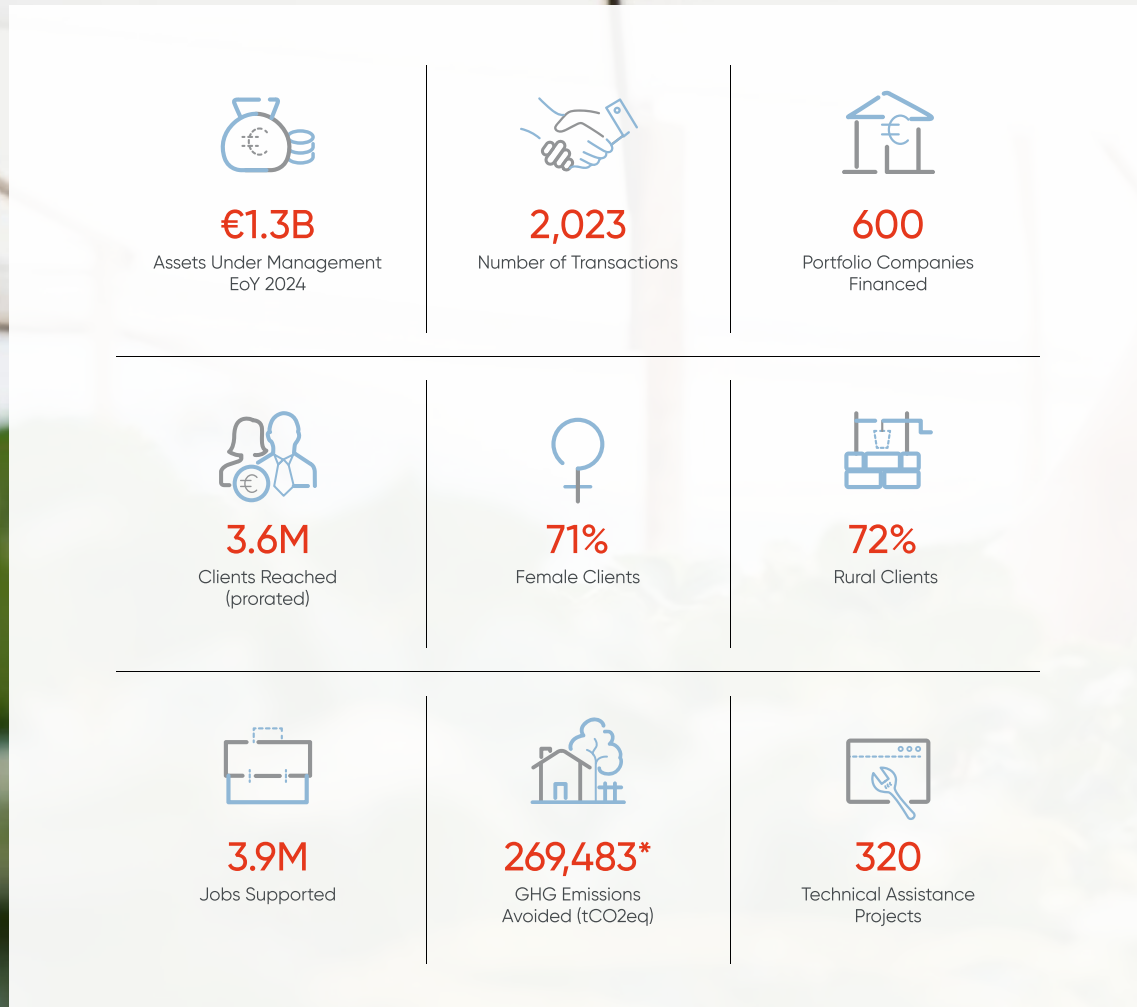 €1.3B
Assets Under Management
EoY 2024
2,023
Number of Transactions
600
Portfolio Companies
Financed
3.6M
Clients Reached
(prorated)
71%
Female Clients
72%
Rural Clients
3.9M
Jobs Supported
269,483*
GHG Emissions
Avoided (tCO2eq)
320
Technical Assistance
Projects